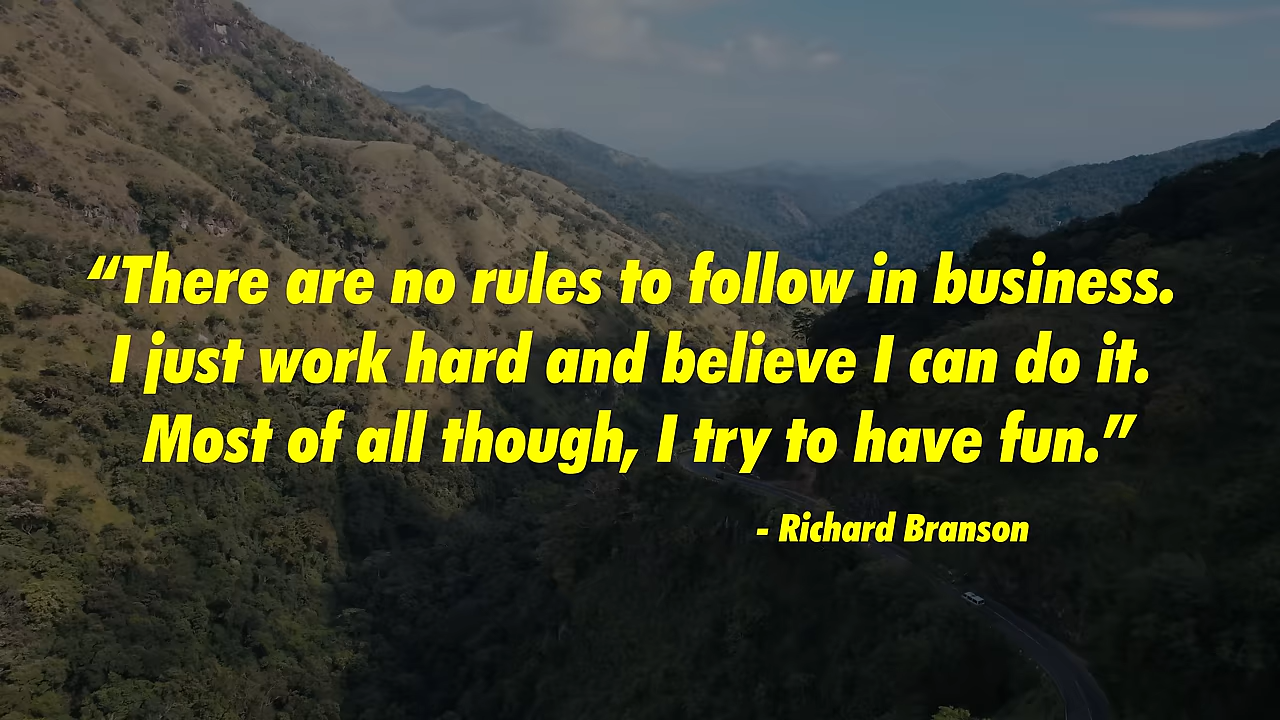 “There are no rules to follow in business.
I just work hard and believe I can do it.
Most of all though, I try to have fun.”
- Richard Branson